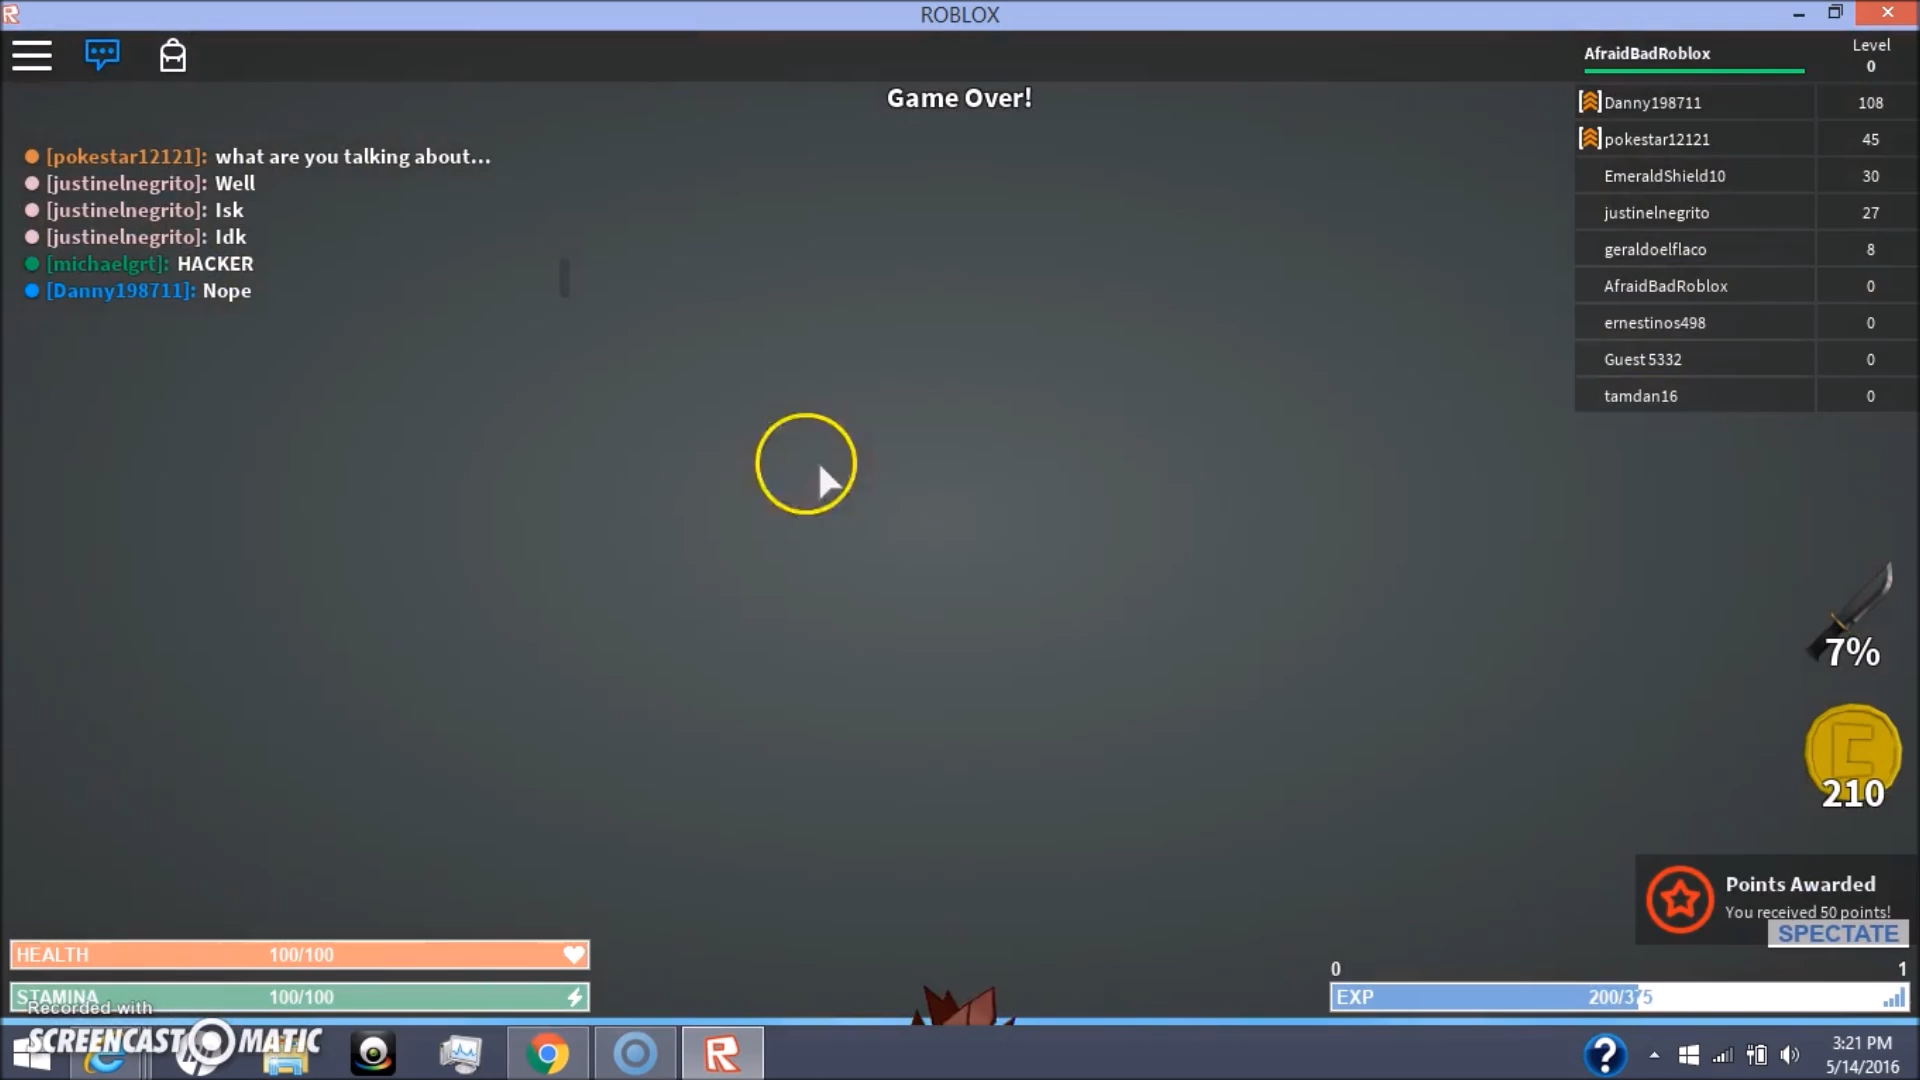 ROBLOX
AfraidBadRoblox
Level
0
Game Over!
Danny198711 108
pokestar12121 45
EmeraldShield10 30
justinelnegrito 27
geraldoelflaco 8
AfraidBadRoblox 0
ernestinos498 0
Guest 5332 0
tamdan16 0
[pokestar12121]: what are you talking about...
[justinelnegrito]: Well
[justinelnegrito]: Isk
[justinelnegrito]: Idk
[michaelgrt]: HACKER
[Danny198711]: Nope
7%
210
Points Awarded
You received 50 points!
SPECTATE
HEALTH 100/100
STAMINA 100/100
0 1
EXP 200/375
Recorded with
SCREENCAST MATIC
3:21 PM
5/14/2016